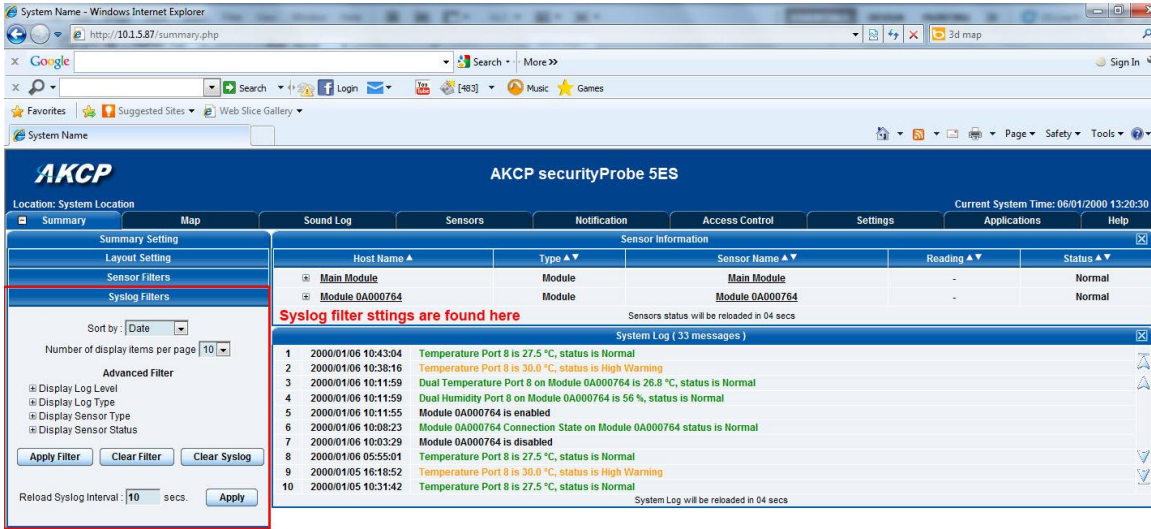 System Name - Windows Internet Explorer
http://10.1.5.87/summary.php
3d map
Google
Search
More >>
Sign In
Search
Login
You Tube
[483]
Music
Games
Favorites
Suggested Sites
Web Slice Gallery
System Name
Page
Safety
Tools
AKCP
AKCP securityProbe 5ES
Location: System Location
Current System Time: 06/01/2000 13:20:30
Summary Map Sound Log Sensors Notification Access Control Settings Applications Help
Summary Setting
Layout Setting
Sensor Filters
Syslog Filters
Sort by : Date
Number of display items per page 10
Advanced Filter
Display Log Level
Display Log Type
Display Sensor Type
Display Sensor Status
Apply Filter Clear Filter Clear Syslog
Reload Syslog Interval : 10 secs. Apply
Sensor Information
Host Name Type Sensor Name Reading Status
Main Module Module Main Module - Normal
Module 0A000764 Module Module 0A000764 - Normal
Syslog filter sttings are found here
Sensors status will be reloaded in 04 secs
System Log ( 33 messages )
1 2000/01/06 10:43:04 Temperature Port 8 is 27.5 °C, status is Normal
2 2000/01/06 10:38:16 Temperature Port 8 is 30.0 °C, status is High Warning
3 2000/01/06 10:11:59 Dual Temperature Port 8 on Module 0A000764 is 26.8 °C, status is Normal
4 2000/01/06 10:11:59 Dual Humidity Port 8 on Module 0A000764 is 56 %, status is Normal
5 2000/01/06 10:11:55 Module 0A000764 is enabled
6 2000/01/06 10:08:23 Module 0A000764 Connection State on Module 0A000764 status is Normal
7 2000/01/06 10:03:29 Module 0A000764 is disabled
8 2000/01/06 05:55:01 Temperature Port 8 is 27.5 °C, status is Normal
9 2000/01/05 16:18:52 Temperature Port 8 is 30.0 °C, status is High Warning
10 2000/01/05 10:31:42 Temperature Port 8 is 27.5 °C, status is Normal
System Log will be reloaded in 04 secs